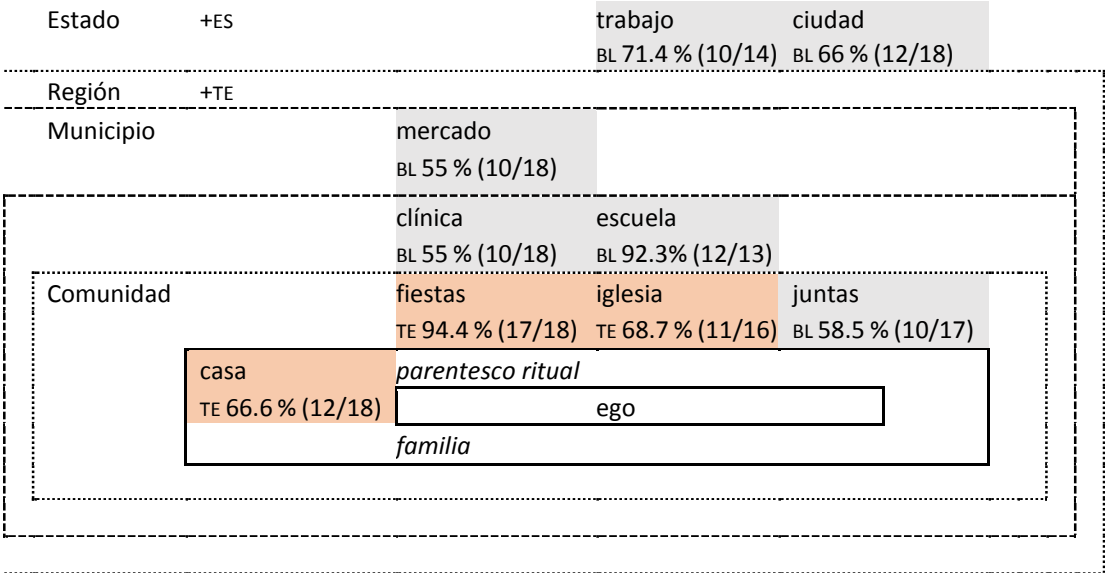 Estado +ES trabajo ciudad
BL 71.4 % (10/14) BL 66 % (12/18)
Región +TE
Municipio mercado
BL 55 % (10/18)
clínica escuela
BL 55 % (10/18) BL 92.3% (12/13)
Comunidad fiestas iglesia juntas
TE 94.4 % (17/18) TE 68.7 % (11/16) BL 58.5 % (10/17)
casa parentesco ritual
TE 66.6 % (12/18) ego
familia